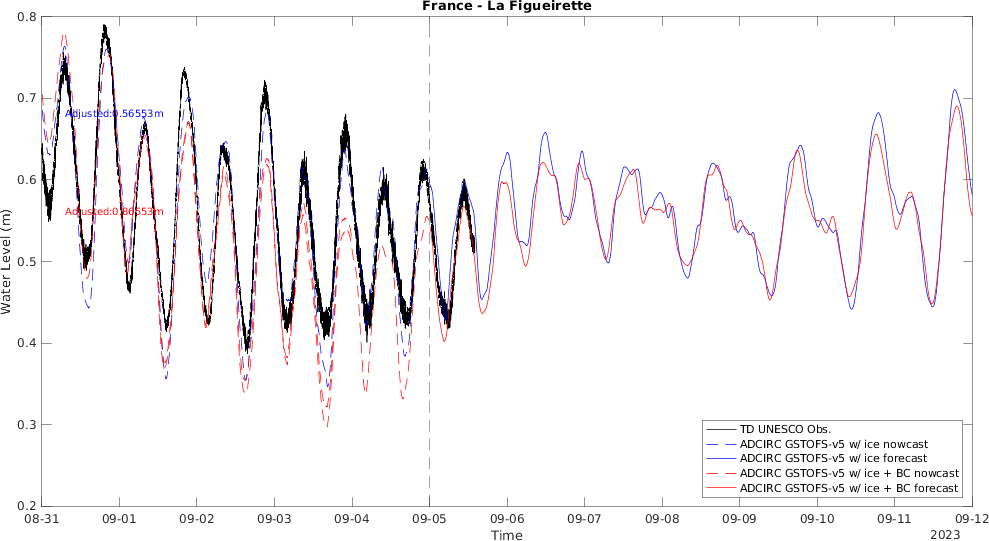 France - La Figueirette
0.8
0.7
0.6
0.5
0.4
0.3
0.2
Water Level (m)
Adjusted:0.56553m
Adjusted:0.86553m
TD UNESCO Obs.
ADCIRC GSTOFS-v5 w/ ice nowcast
ADCIRC GSTOFS-v5 w/ ice forecast
ADCIRC GSTOFS-v5 w/ ice + BC nowcast
ADCIRC GSTOFS-v5 w/ ice + BC forecast
08-31 09-01 09-02 09-03 09-04 09-05 09-06 09-07 09-08 09-09 09-10 09-11 09-12
Time
2023